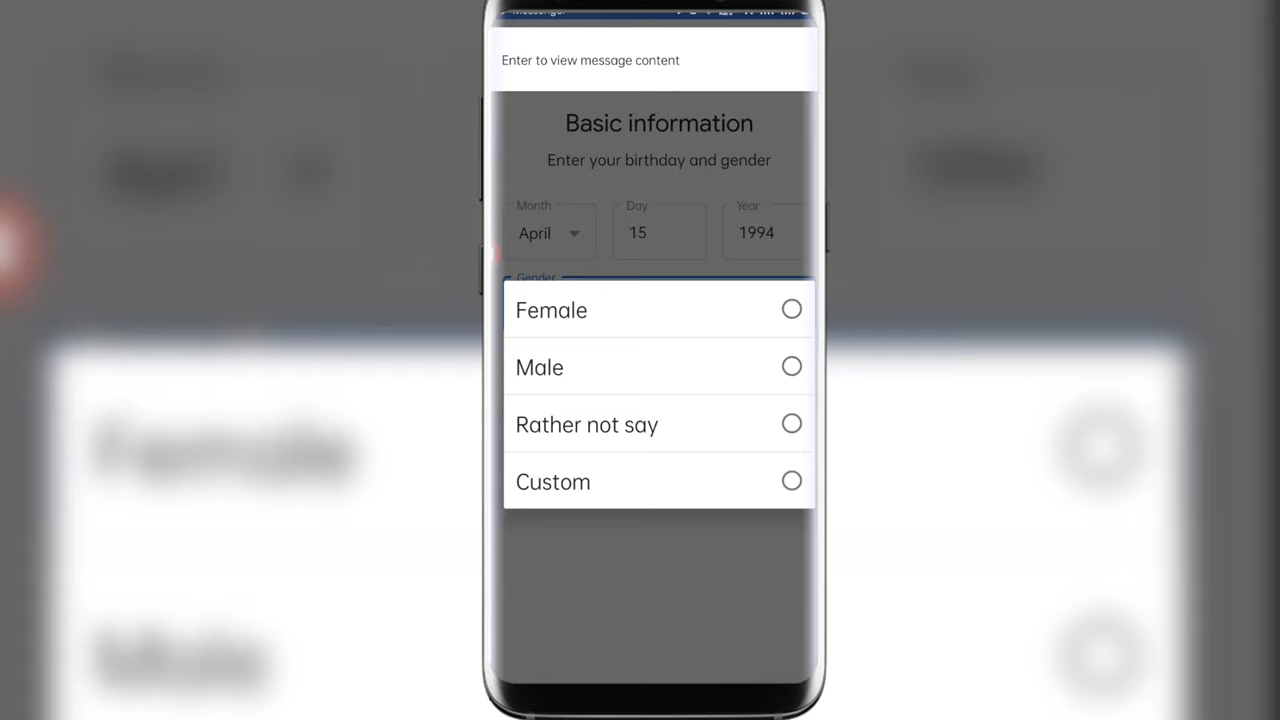 Enter to view message content
Basic information
Enter your birthday and gender
Month
Day
Year
April
15
1994
Gender
Female
Male
Rather not say
Custom